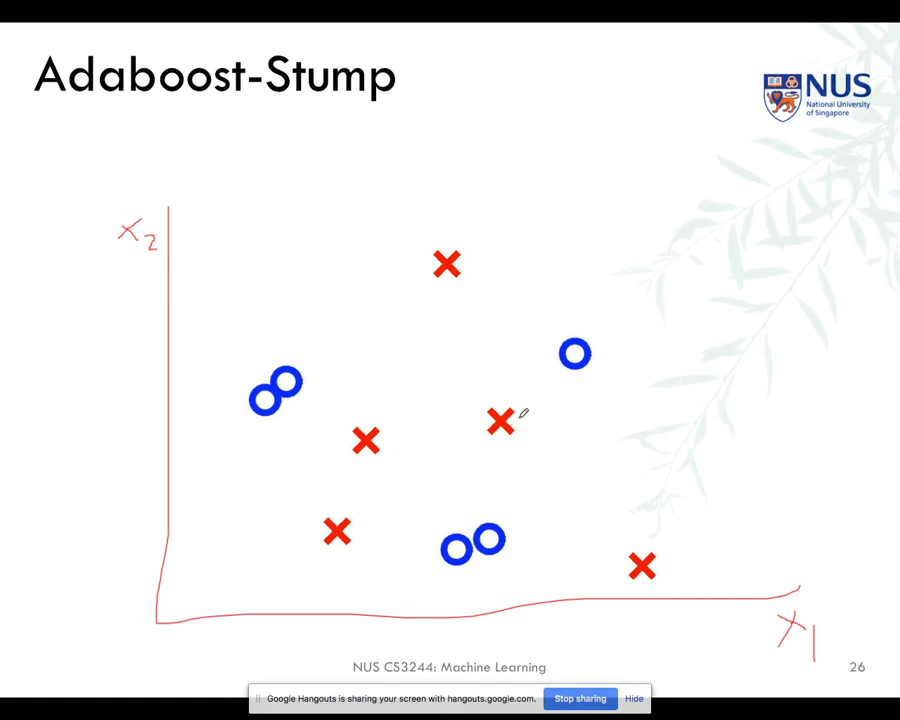 Adaboost-Stump
NUS
National University
of Singapore
x2
x1
NUS CS3244: Machine Learning
26
Google Hangouts is sharing your screen with hangouts.google.com.
Stop sharing
Hide